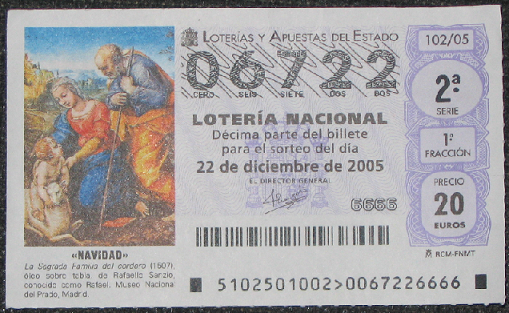 LOTERÍAS Y APUESTAS DEL ESTADO
06722
CERO SEIS SIETE DOS DOS
LOTERÍA NACIONAL
Décima parte del billete
para el sorteo del día
22 de diciembre de 2005
EL DIRECTOR GENERAL
6666
5102501002>0067226666
102/05
2ª
SERIE
1ª
FRACCIÓN
PRECIO
20
EUROS
RCM-FNMT
«NAVIDAD»
La Sagrada Familia del cordero (1507),
óleo sobre tabla, de Rafaello Sanzio,
conocido como Rafael. Museo Nacional
del Prado, Madrid.